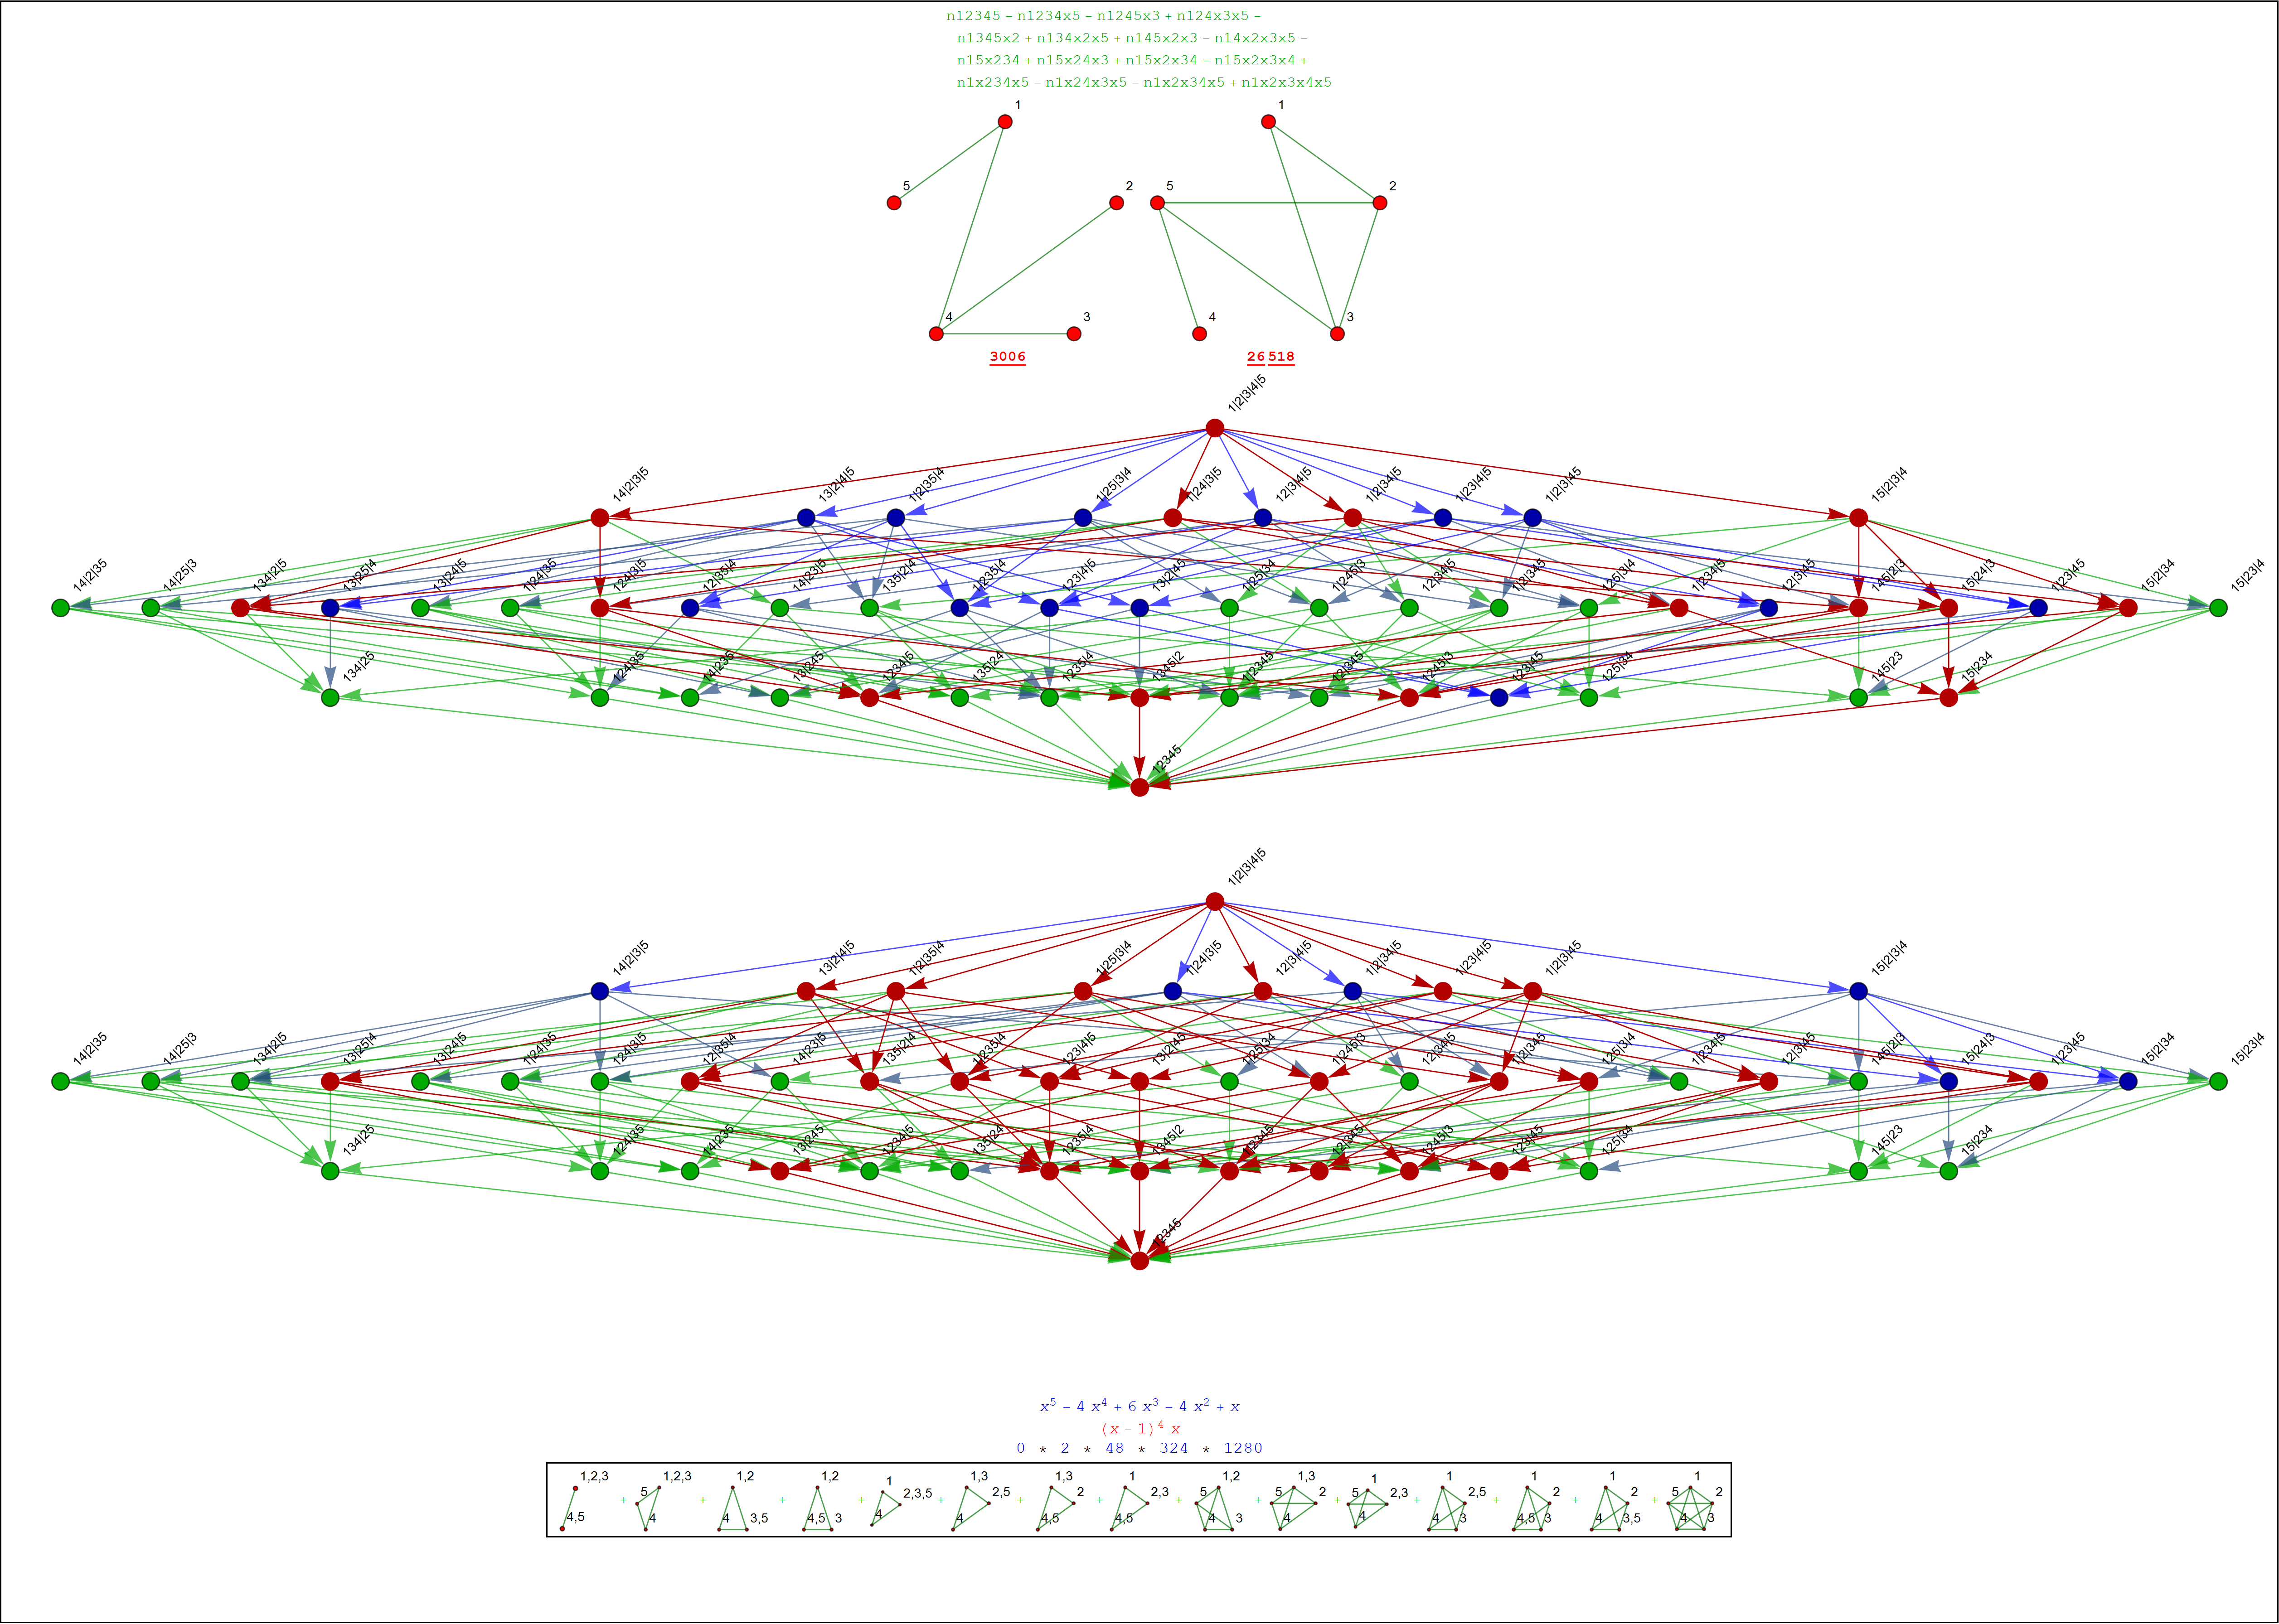 n12345 – n1234x5 – n1245x3 + n124x3x5 –
n1345x2 + n134x2x5 + n145x2x3 – n14x2x3x5 –
n15x234 + n15x24x3 + n15x2x34 – n15x2x3x4 +
n1x234x5 – n1x24x3x5 – n1x2x34x5 + n1x2x3x4x5
1 1
5 2 5 2
4 3 4 3
3006 26 518
1|2|3|4|5
14|2|3|5 13|2|4|5 1|2|35|4 1|25|3|4 1|24|3|5 12|3|4|5 1|2|34|5 1|23|4|5 1|2|3|45 15|2|3|4
14|2|35 14|25|3 134|2|5 13|25|4 13|24|5 1|24|35 124|3|5 12|35|4 14|23|5 135|2|4 1|235|4 123|4|5 13|2|45 1|25|34 1|245|3 12|34|5 1|2|345 125|3|4 1|234|5 12|3|45 145|2|3 15|24|3 1|23|45 15|2|34 15|23|4
134|25 124|35 14|235 13|245 1234|5 135|24 1235|4 1345|2 1|2345 12|345 1245|3 123|45 125|34 145|23 15|234
12345
1|2|3|4|5
14|2|3|5 13|2|4|5 1|2|35|4 1|25|3|4 1|24|3|5 12|3|4|5 1|2|34|5 1|23|4|5 1|2|3|45 15|2|3|4
14|2|35 14|25|3 134|2|5 13|25|4 13|24|5 1|24|35 124|3|5 12|35|4 14|23|5 135|2|4 1|235|4 123|4|5 13|2|45 1|25|34 1|245|3 12|34|5 1|2|345 125|3|4 1|234|5 12|3|45 145|2|3 15|24|3 1|23|45 15|2|34 15|23|4
134|25 124|35 14|235 13|245 1234|5 135|24 1235|4 1345|2 1|2345 12|345 1245|3 123|45 125|34 145|23 15|234
12345
x⁵ – 4 x⁴ + 6 x³ – 4 x² + x
(x – 1)⁴ x
0 * 2 * 48 * 324 * 1280
1,2,3 4,5 + 1,2,3 5 4 + 1,2 4 3,5 + 1,2 4,5 3 + 1 2,3,5 4 + 1,3 2,5 4 + 1,3 2 4,5 + 1 2,3 4,5 + 1,2 5 4 3 + 1,3 5 2 4 + 1 5 2,3 4 + 1 2,5 4 3 + 1 2 4,5 3 + 1 2 4 3,5 + 1 5 2 4 3